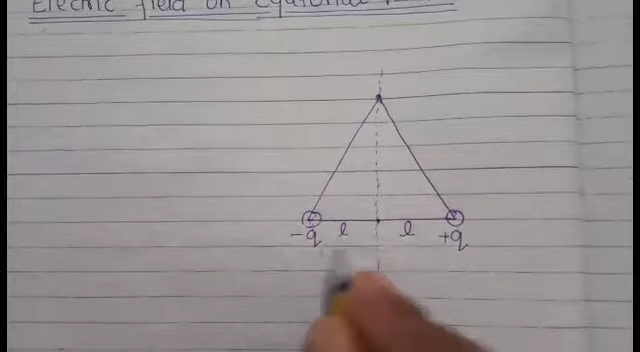 Electric field on Equatorial
l l
-q +q